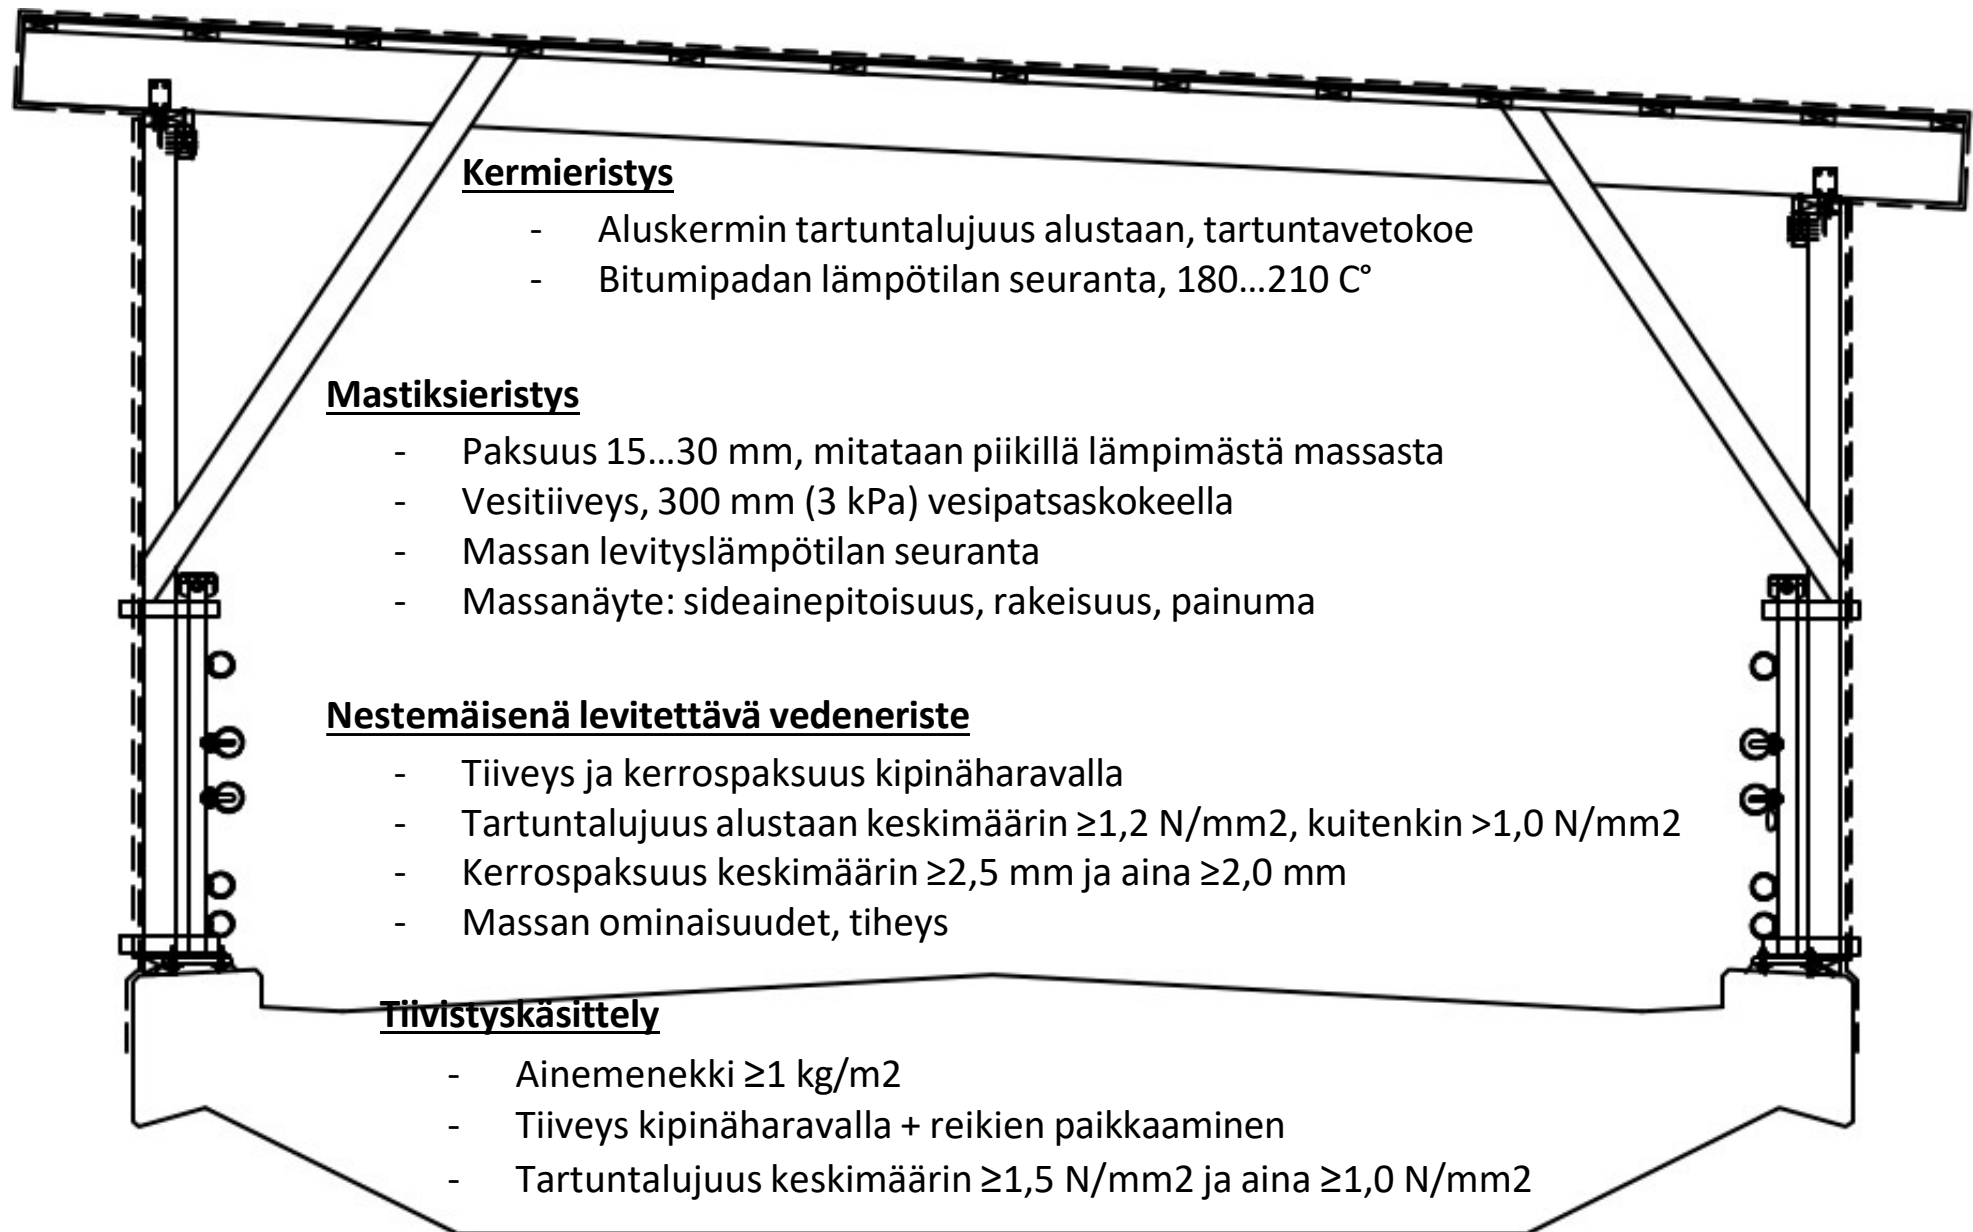 Kermieristys
- Aluskermin tartuntalujuus alustaan, tartuntavetokoe
- Bitumipadan lämpötilan seuranta, 180…210 C°
Mastiksieristys
- Paksuus 15…30 mm, mitataan piikillä lämpimästä massasta
- Vesitiiveys, 300 mm (3 kPa) vesipatsaskokeella
- Massan levityslämpötilan seuranta
- Massanäyte: sideainepitoisuus, rakeisuus, painuma
Nestemäisenä levitettävä vedeneriste
- Tiiveys ja kerrospaksuus kipinäharavalla
- Tartuntalujuus alustaan keskimäärin ≥1,2 N/mm2, kuitenkin >1,0 N/mm2
- Kerrospaksuus keskimäärin ≥2,5 mm ja aina ≥2,0 mm
- Massan ominaisuudet, tiheys
Tiivistyskäsittely
- Ainemenekki ≥1 kg/m2
- Tiiveys kipinäharavalla + reikien paikkaaminen
- Tartuntalujuus keskimäärin ≥1,5 N/mm2 ja aina ≥1,0 N/mm2